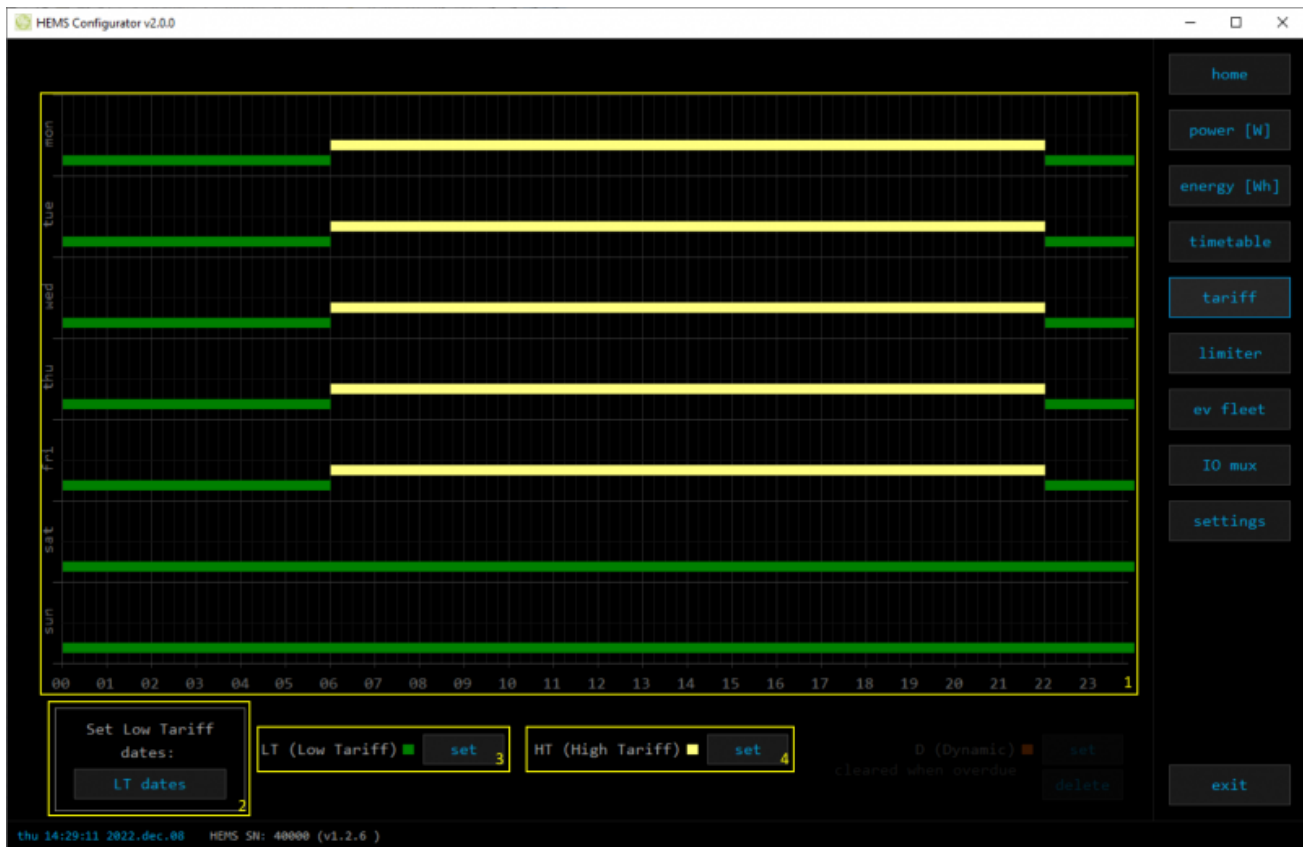 HEMS Configurator v2.0.0
home
mon
power [W]
tue
energy [Wh]
timetable
wed
tariff
thu
limiter
fri
ev fleet
IO mux
sat
settings
sun
00 01 02 03 04 05 06 07 08 09 10 11 12 13 14 15 16 17 18 19 20 21 22 23 1
Set Low Tariff
dates:
LT dates
2
LT (Low Tariff) set 3
HT (High Tariff) set 4
D (Dynamic) set
cleared when overdue
delete
exit
thu 14:29:11 2022.dec.08 HEMS SN: 40000 (v1.2.6 )